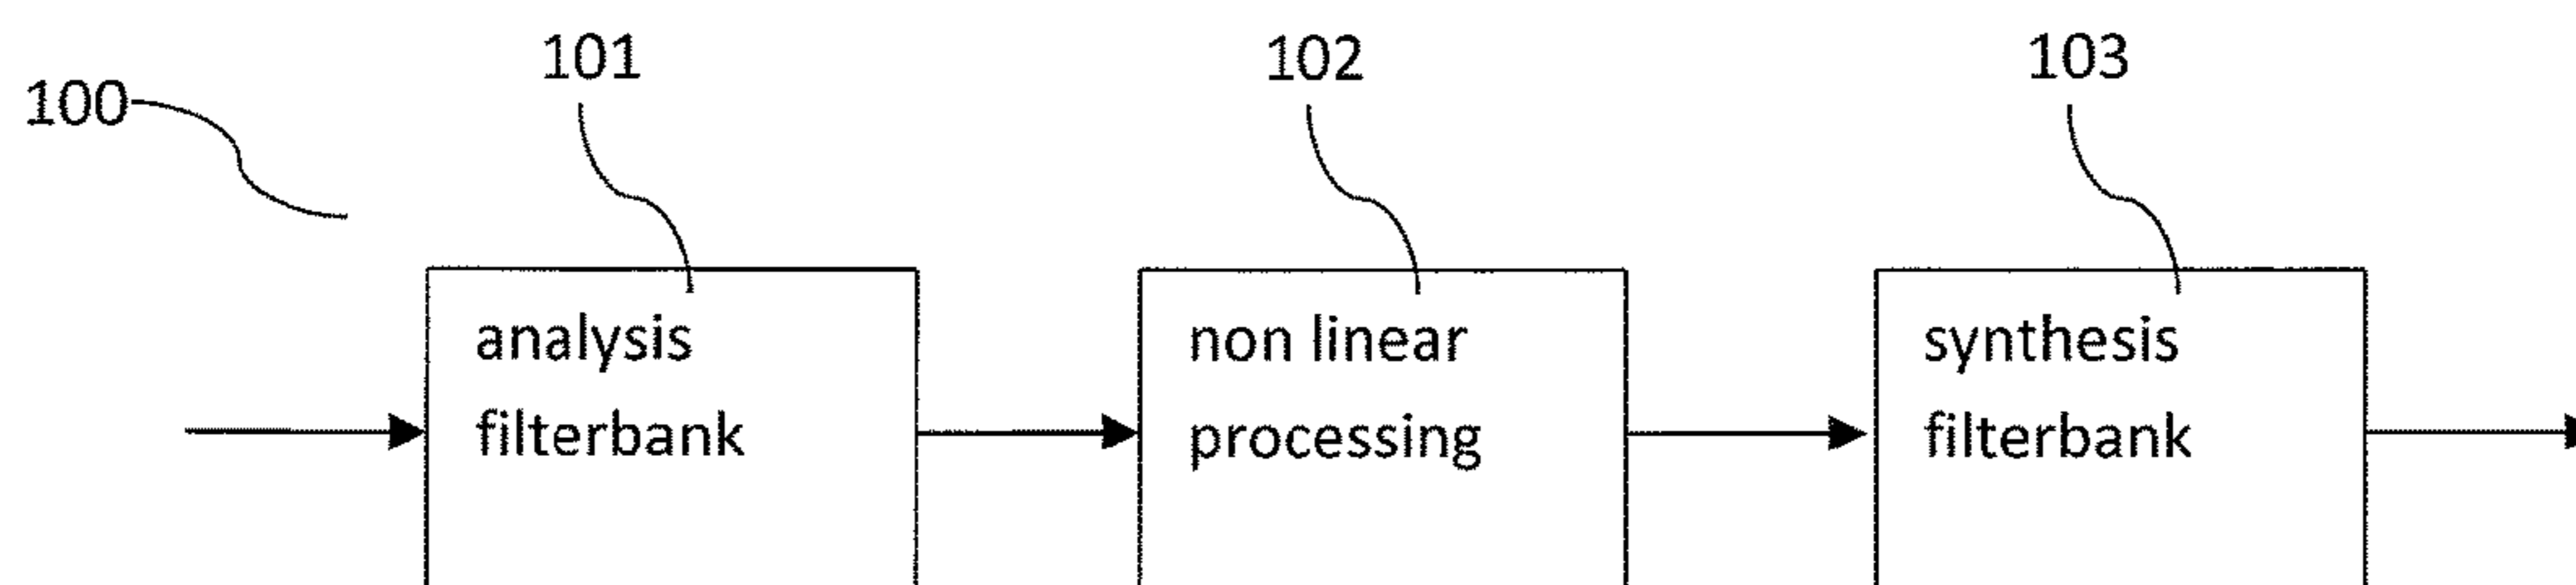 100
101
102
103
analysis
filterbank
non linear
processing
synthesis
filterbank